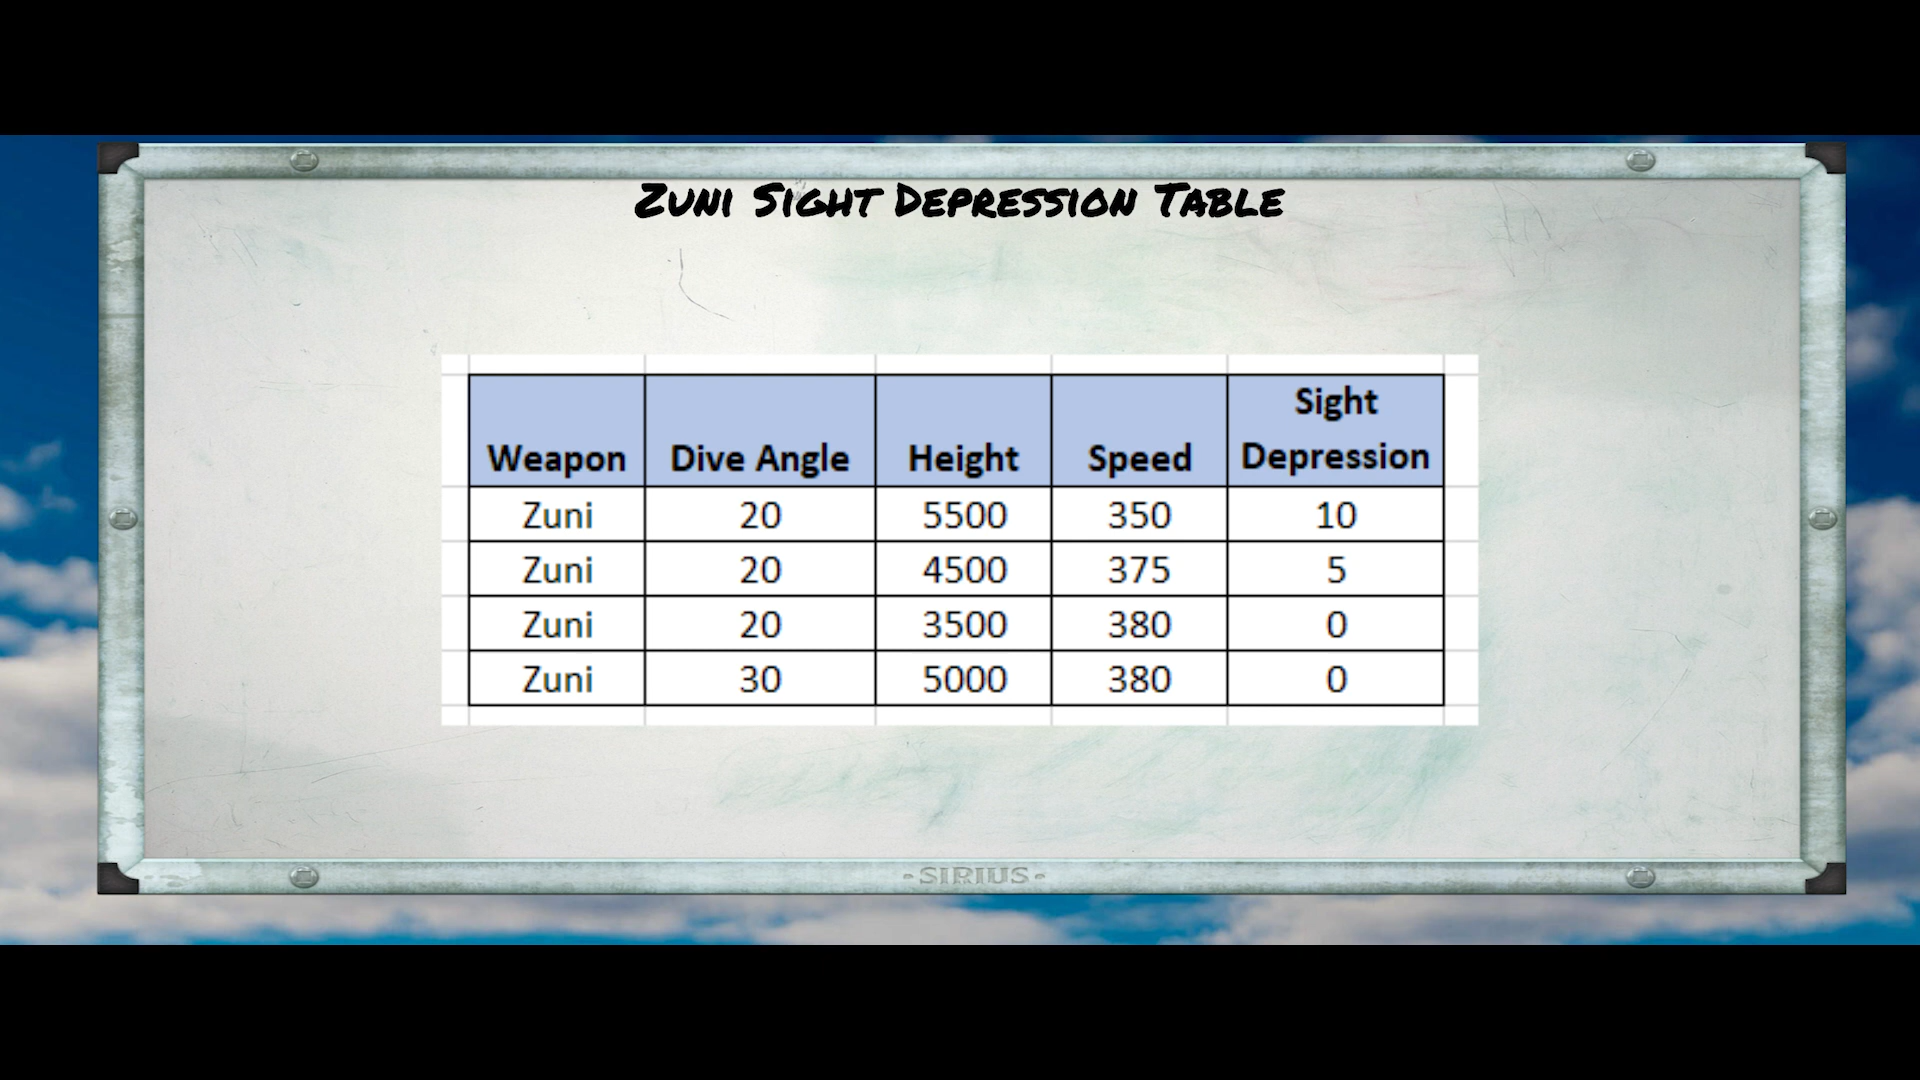 Zuni Sight Depression Table
Weapon Dive Angle Height Speed Sight Depression
Zuni 20 5500 350 10
Zuni 20 4500 375 5
Zuni 20 3500 380 0
Zuni 30 5000 380 0
- SIRIUS -